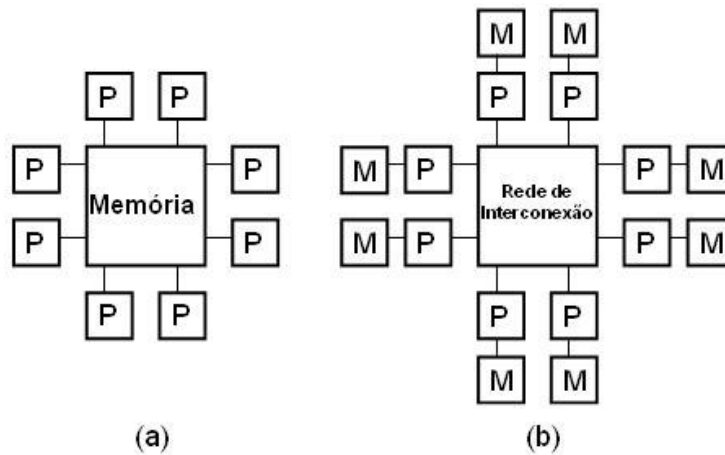 M M
P P P P
P P M P P M
Memória
Rede de
Interconexão
P P M P P M
P P P P
M M
(a) (b)